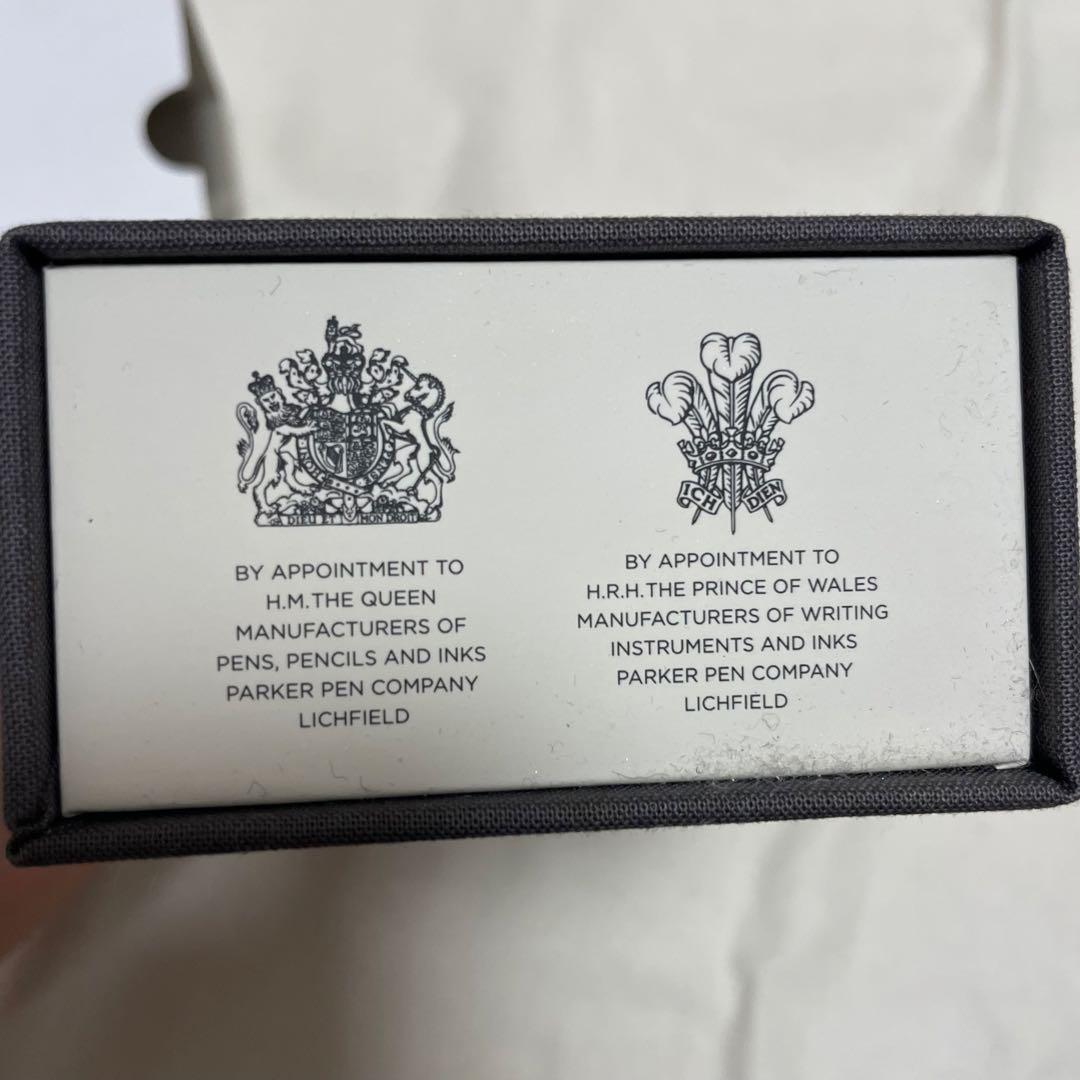 DIEU ET MON DROIT
BY APPOINTMENT TO
H.M.THE QUEEN
MANUFACTURERS OF
PENS, PENCILS AND INKS
PARKER PEN COMPANY
LICHFIELD
ICH DIEN
BY APPOINTMENT TO
H.R.H.THE PRINCE OF WALES
MANUFACTURERS OF WRITING
INSTRUMENTS AND INKS
PARKER PEN COMPANY
LICHFIELD